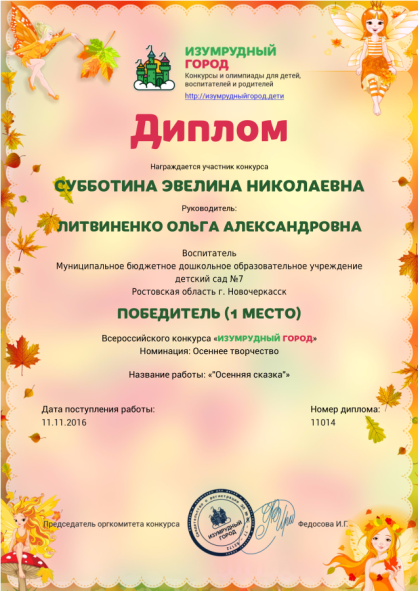 ИЗУМРУДНЫЙ
ГОРОД
Конкурсы и олимпиады для детей,
воспитателей и родителей
http://изумрудныйгород.дети
Диплом
Награждается участник конкурса
СУББОТИНА ЭВЕЛИНА НИКОЛАЕВНА
Руководитель:
ЛИТВИНЕНКО ОЛЬГА АЛЕКСАНДРОВНА
Воспитатель
Муниципальное бюджетное дошкольное образовательное учреждение
детский сад №7
Ростовская область г. Новочеркасск
ПОБЕДИТЕЛЬ (1 МЕСТО)
Всероссийского конкурса «ИЗУМРУДНЫЙ ГОРОД»
Номинация: Осеннее творчество
Название работы: «"Осенняя сказка"»
Дата поступления работы:
11.11.2016
Номер диплома:
11014
Председатель оргкомитета конкурса
ИЗУМРУДНЫЙ
ГОРОД
Федосова И.Г.